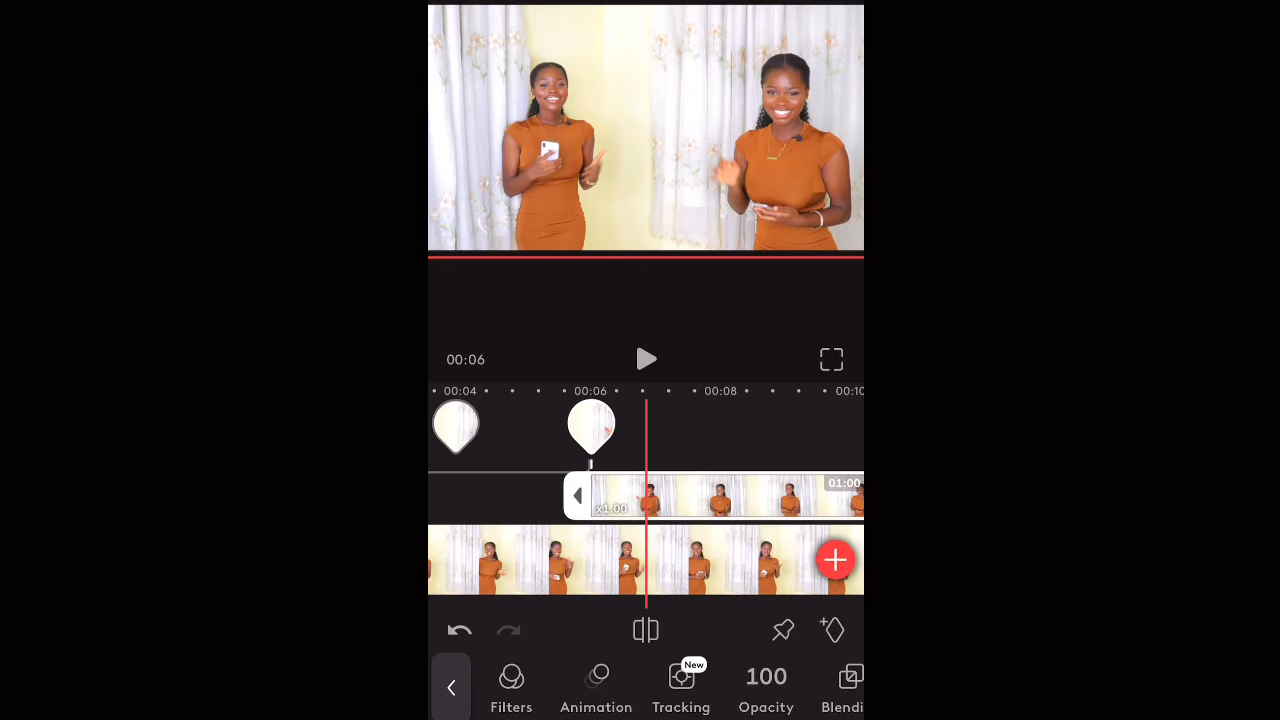 00:06
00:04 00:06 00:08 00:10
01:00
x1.00
New
100
Filters Animation Tracking Opacity Blendi